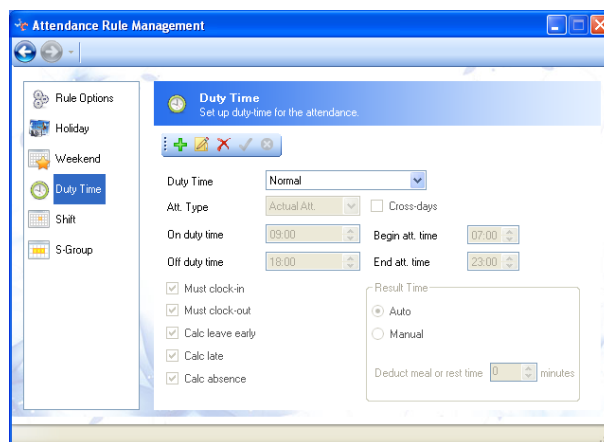 Attendance Rule Management
Rule Options
Holiday
Weekend
Duty Time
Shift
S-Group
Duty Time
Set up duty-time for the attendance.
Duty Time Normal
Att. Type Actual Att. Cross-days
On duty time 09:00 Begin att. time 07:00
Off duty time 18:00 End att. time 23:00
Must clock-in
Must clock-out
Calc leave early
Calc late
Calc absence
Result Time
Auto
Manual
Deduct meal or rest time 0 minutes